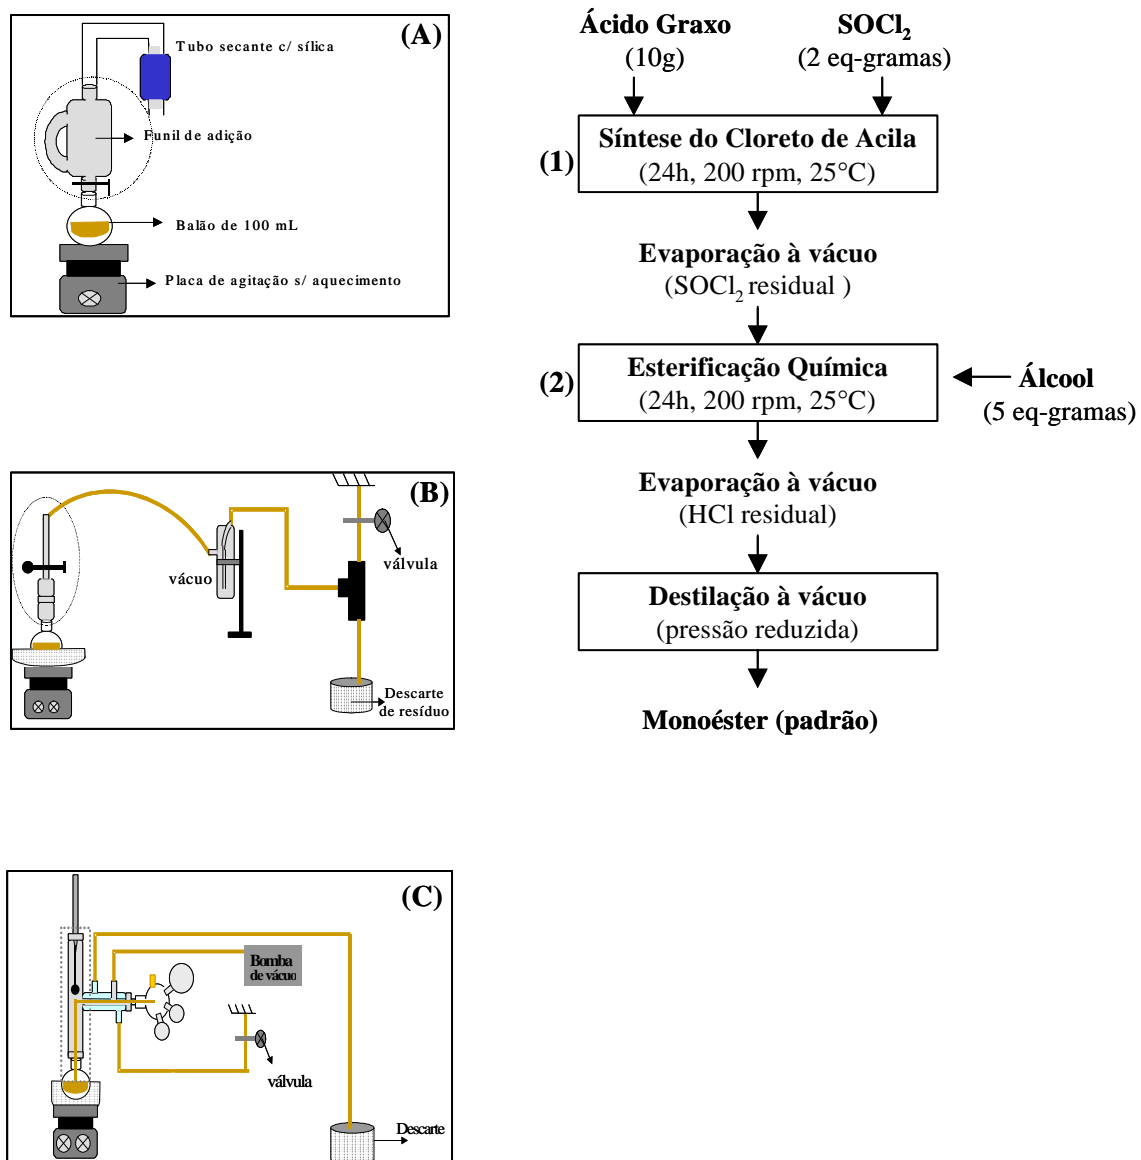 (A)
Tubo secante c/ sílica
Funil de adição
Balão de 100 mL
Placa de agitação s/ aquecimento
(B)
vácuo
válvula
Descarte
de resíduo
(C)
Bomba
de vácuo
válvula
Descarte
Ácido Graxo
(10g)
SOCl₂
(2 eq-gramas)
(1)
Síntese do Cloreto de Acila
(24h, 200 rpm, 25°C)
Evaporação à vácuo
(SOCl₂ residual )
(2)
Esterificação Química
(24h, 200 rpm, 25°C)
Álcool
(5 eq-gramas)
Evaporação à vácuo
(HCl residual)
Destilação à vácuo
(pressão reduzida)
Monoéster (padrão)